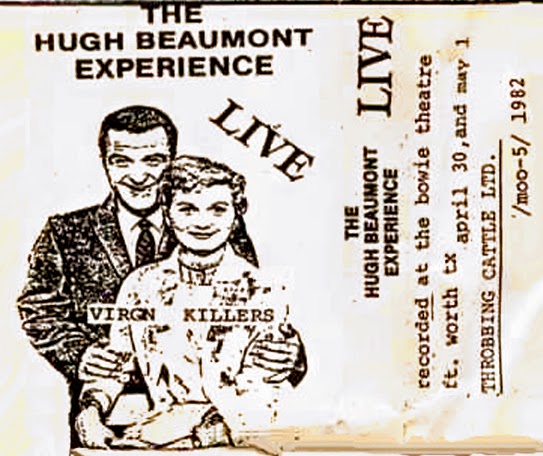 THE
HUGH BEAUMONT
EXPERIENCE
LIVE
VIRGN KILLERS
THE
HUGH BEAUMONT
EXPERIENCE
LIVE
recorded at the bowie theatre
ft. worth tx april 30,and may 1
THROBBING CATTLE LTD.
/moo-5/ 1982